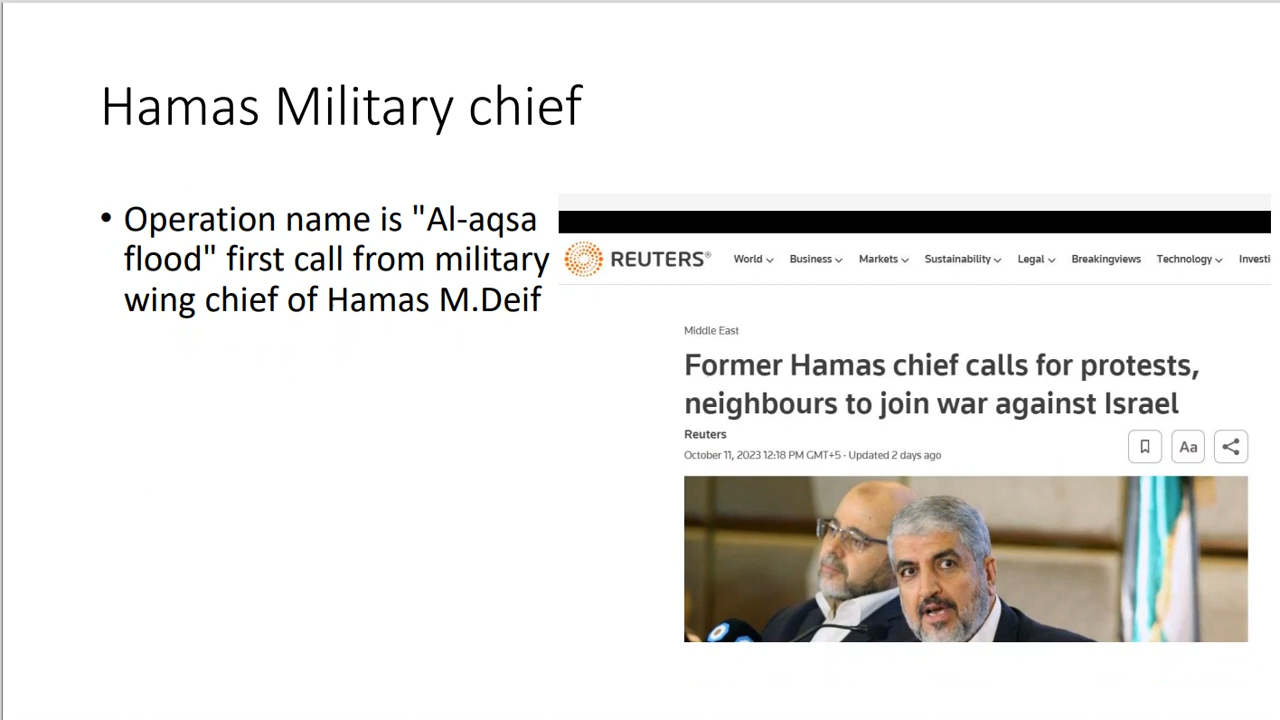 Hamas Military chief
• Operation name is "Al-aqsa
flood" first call from military
wing chief of Hamas M.Deif
REUTERS®
World Business Markets Sustainability Legal Breakingviews Technology Investi
Middle East
Former Hamas chief calls for protests,
neighbours to join war against Israel
Reuters
October 11, 2023 12:18 PM GMT+5 · Updated 2 days ago
Aa